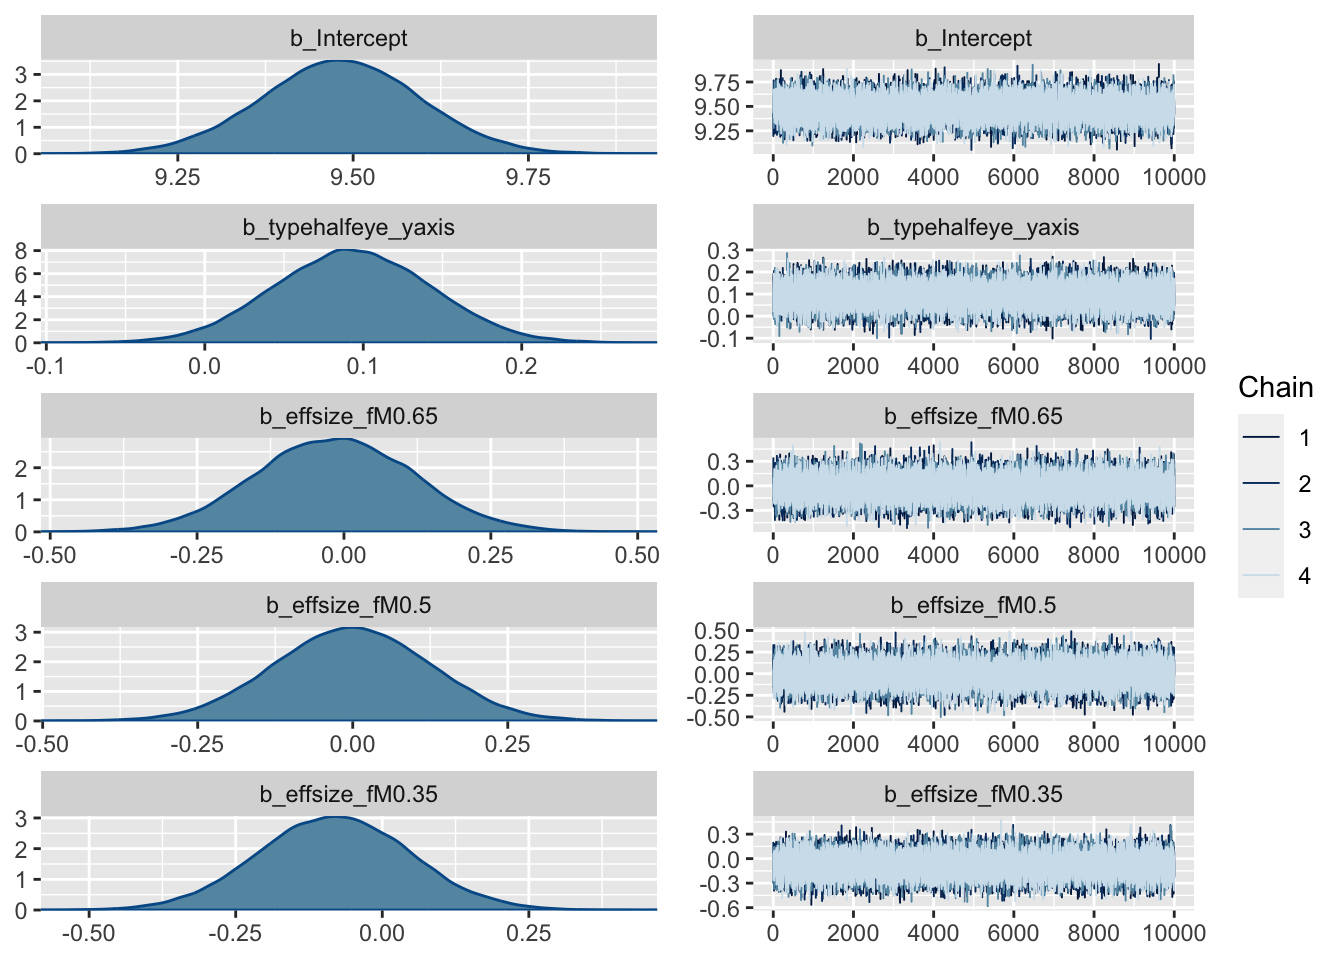 b_Intercept
3
2
1
0
9.25 9.50 9.75
b_Intercept
9.75
9.50
9.25
0 2000 4000 6000 8000 10000
b_typehalfeye_yaxis
8
6
4
2
0
-0.1 0.0 0.1 0.2
b_typehalfeye_yaxis
0.3
0.2
0.1
0.0
-0.1
0 2000 4000 6000 8000 10000
b_effsize_fM0.65
2
1
0
-0.50 -0.25 0.00 0.25 0.50
b_effsize_fM0.65
0.3
0.0
-0.3
0 2000 4000 6000 8000 10000
b_effsize_fM0.5
3
2
1
0
-0.50 -0.25 0.00 0.25
b_effsize_fM0.5
0.50
0.25
0.00
-0.25
-0.50
0 2000 4000 6000 8000 10000
b_effsize_fM0.35
3
2
1
0
-0.50 -0.25 0.00 0.25
b_effsize_fM0.35
0.3
0.0
-0.3
-0.6
0 2000 4000 6000 8000 10000
Chain
1
2
3
4